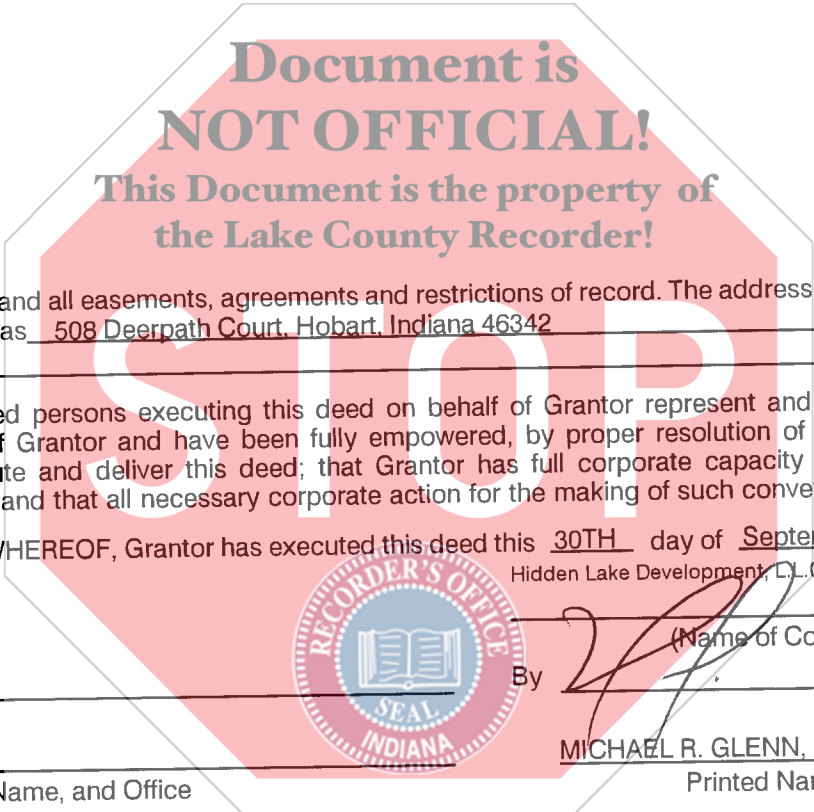 Document is
NOT OFFICIAL!
This Document is the property of
the Lake County Recorder!
and all easements, agreements and restrictions of record. The address
as 508 Deerpath Court, Hobart, Indiana 46342
STOP
ed persons executing this deed on behalf of Grantor represent and
f Grantor and have been fully empowered, by proper resolution of
te and deliver this deed; that Grantor has full corporate capacity
and that all necessary corporate action for the making of such conve
WHEREOF, Grantor has executed this deed this 30TH day of Septe
Hidden Lake Development, L.L.C
(Name of Co
By
RECORDER'S OFFICE
SEAL
INDIANA
MICHAEL R. GLENN,
Name, and Office
Printed Na